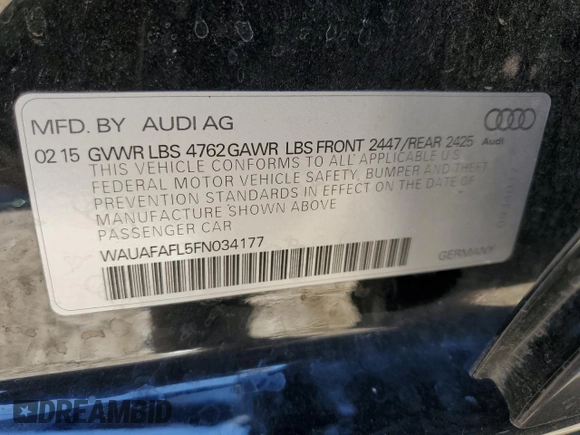 MFD. BY AUDI AG
02 15 GVWR LBS 4762 GAWR LBS FRONT 2447/REAR 2425
Audi
THIS VEHICLE CONFORMS TO ALL APPLICABLE U.S.
FEDERAL MOTOR VEHICLE SAFETY, BUMPER AND THEFT
PREVENTION STANDARDS IN EFFECT ON THE DATE OF
MANUFACTURE SHOWN ABOVE
PASSENGER CAR
WAUAFAFL5FN034177
GERMANY
DREAMBID